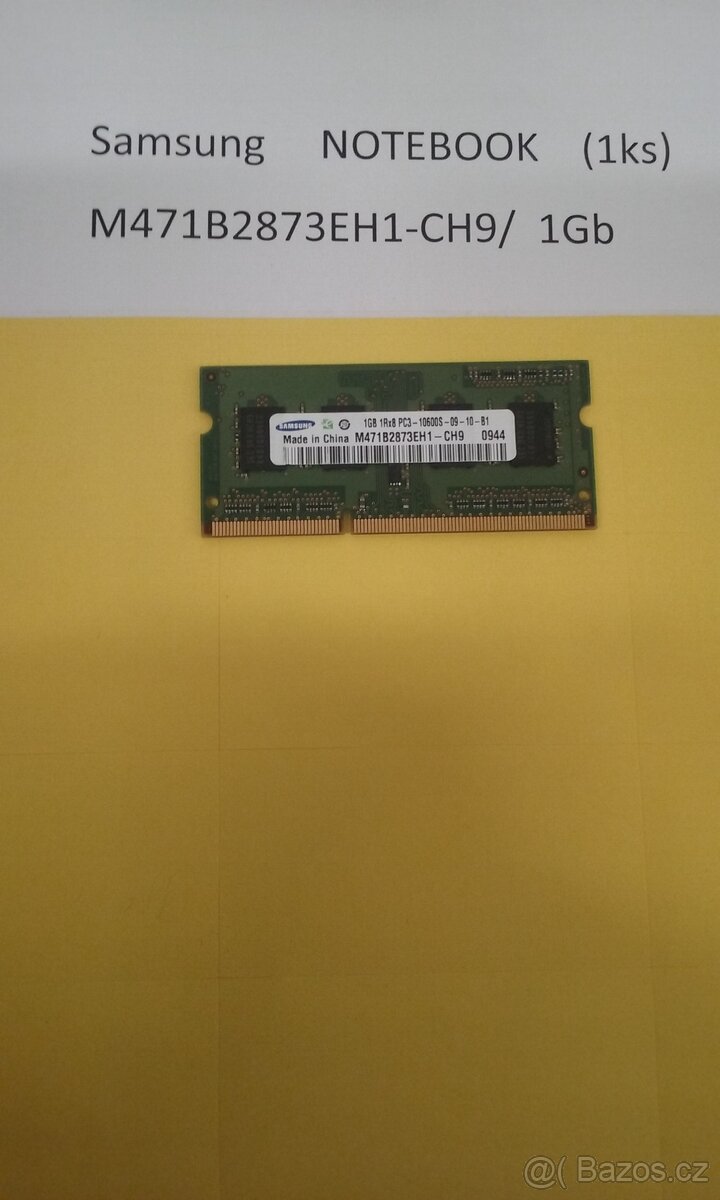 Samsung NOTEBOOK (1ks)
M471B2873EH1-CH9/ 1Gb
SAMSUNG 1GB 1Rx8 PC3-10600S-09-10-B1
Made in China M471B2873EH1-CH9 0944
@( Bazos.cz